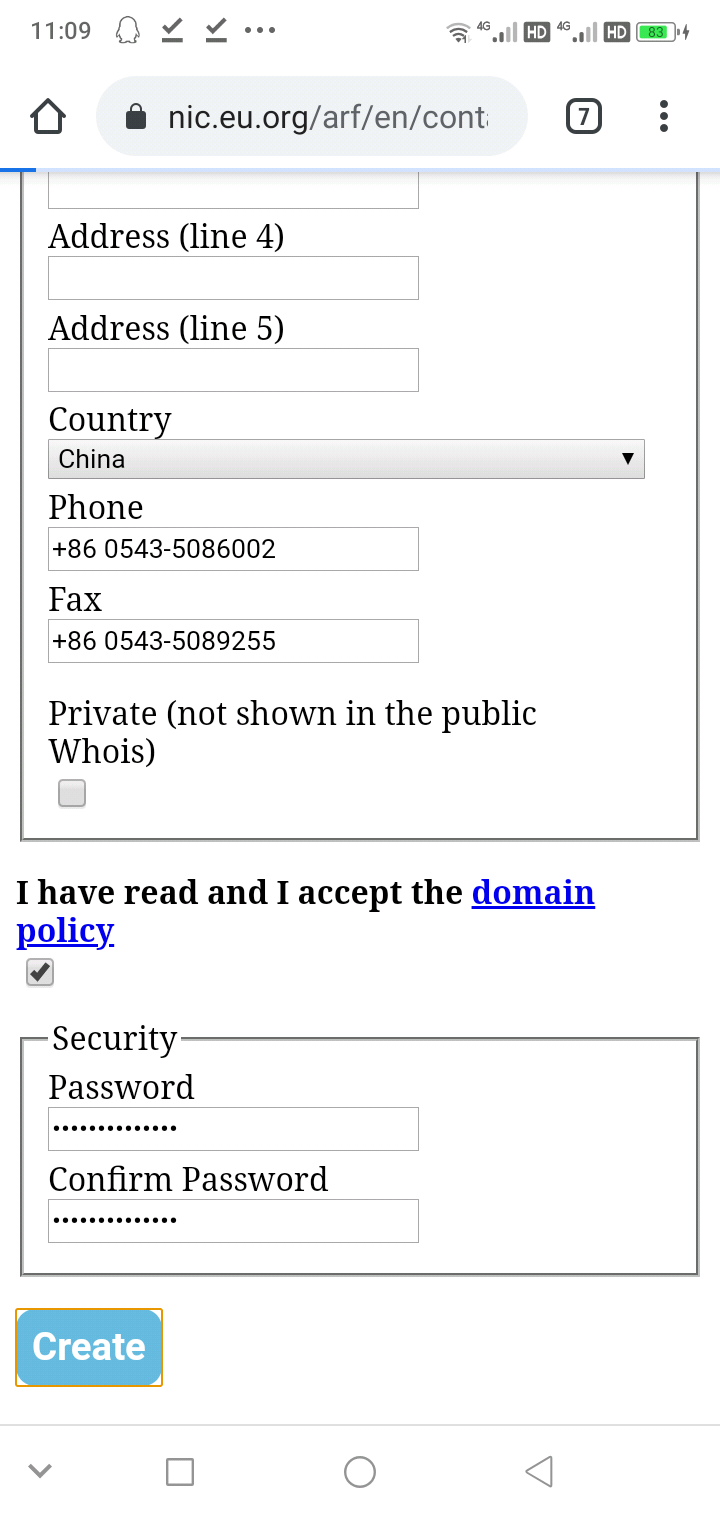 11:09
4G HD 4G HD 83
nic.eu.org/arf/en/cont
7
Address (line 4)
Address (line 5)
Country
China
Phone
+86 0543-5086002
Fax
+86 0543-5089255
Private (not shown in the public
Whois)
I have read and I accept the domain
policy
Security
Password
••••••••••••••
Confirm Password
••••••••••••••
Create